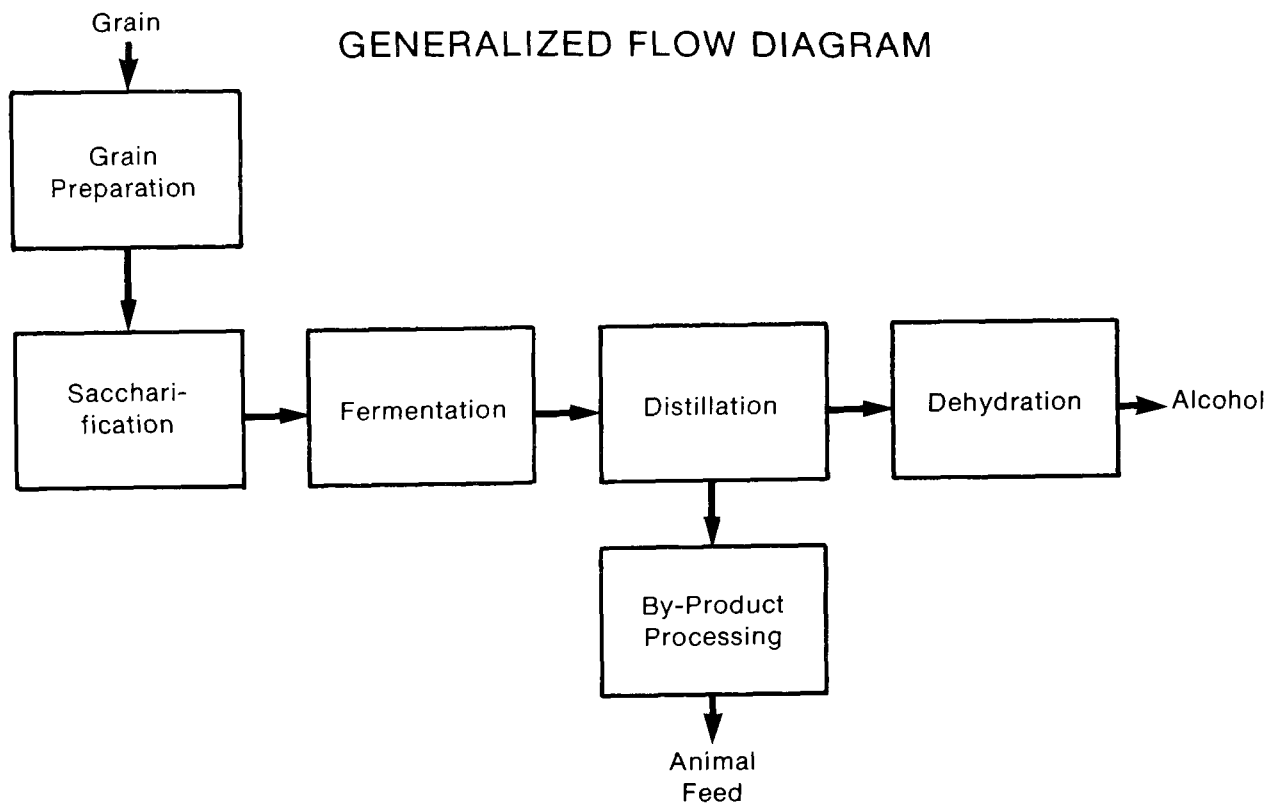 Grain
GENERALIZED FLOW DIAGRAM
Grain
Preparation
Sacchari-
fication
Fermentation
Distillation
Dehydration
Alcohol
By-Product
Processing
Animal
Feed